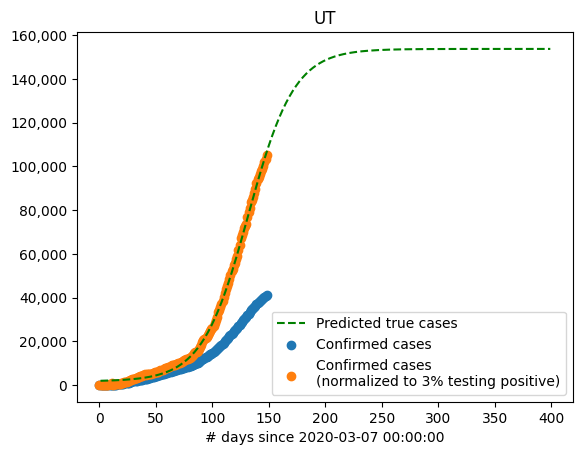 UT
160,000
140,000
120,000
100,000
80,000
60,000
40,000
20,000
0
0 50 100 150 200 250 300 350 400
# days since 2020-03-07 00:00:00
Predicted true cases
Confirmed cases
Confirmed cases
(normalized to 3% testing positive)